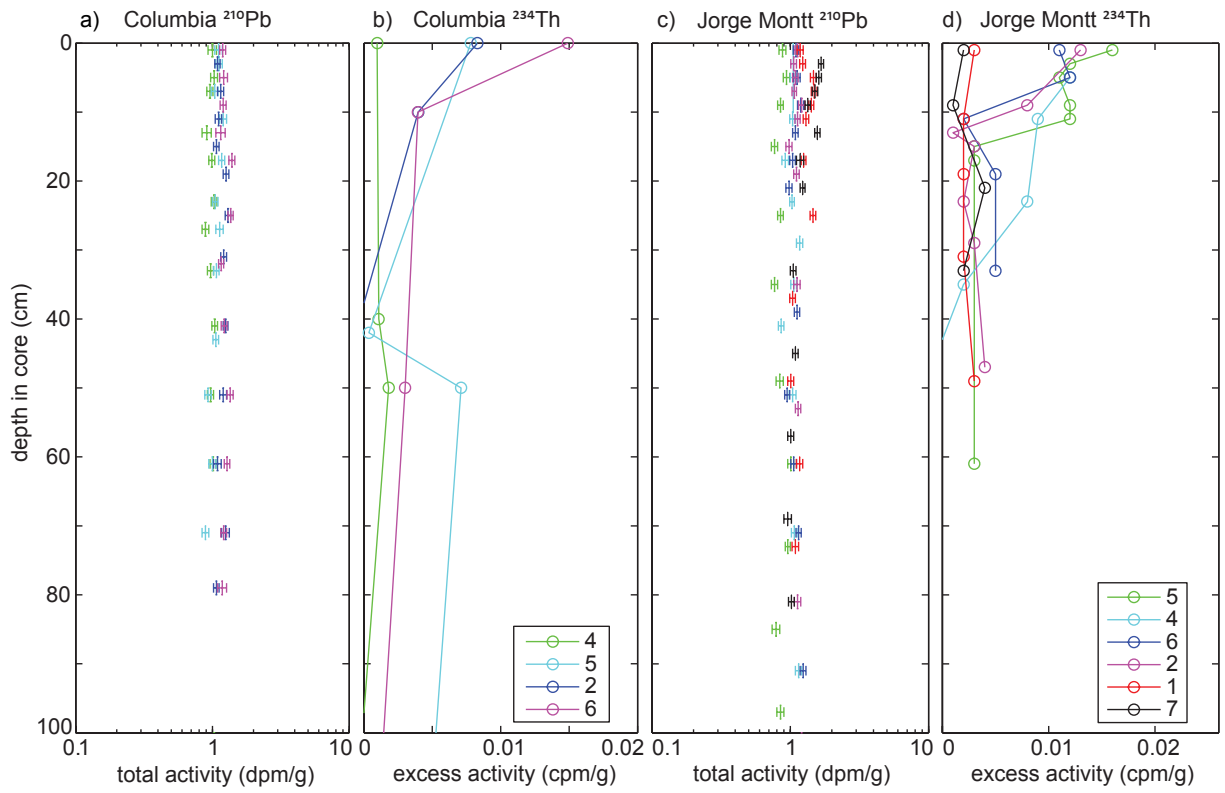 a) Columbia ²¹⁰Pb
b) Columbia ²³⁴Th
c) Jorge Montt ²¹⁰Pb
d) Jorge Montt ²³⁴Th
depth in core (cm)
0
20
40
60
80
100
0.1 1 10
total activity (dpm/g)
0 0.01 0.02
excess activity (cpm/g)
0.1 1 10
total activity (dpm/g)
0 0.01 0.02
excess activity (cpm/g)
4
5
2
6
5
4
6
2
1
7